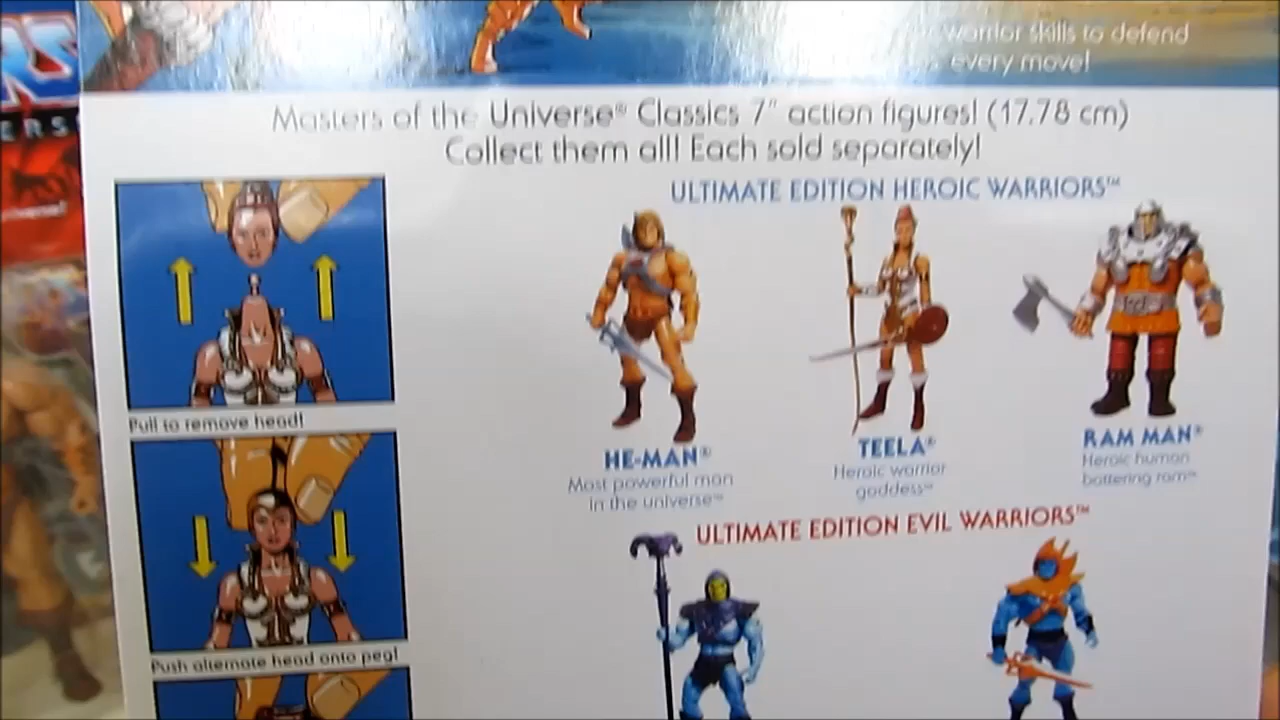 warrior skills to defend
every move!
Masters of the Universe® Classics 7" action figures! (17.78 cm)
Collect them all! Each sold separately!
ULTIMATE EDITION HEROIC WARRIORS™
Pull to remove head!
HE-MAN®
Most powerful man
in the universe™
TEELA®
Heroic warrior
goddess™
RAM MAN®
Heroic human
battering ram™
ULTIMATE EDITION EVIL WARRIORS™
Push alternate head onto peg!